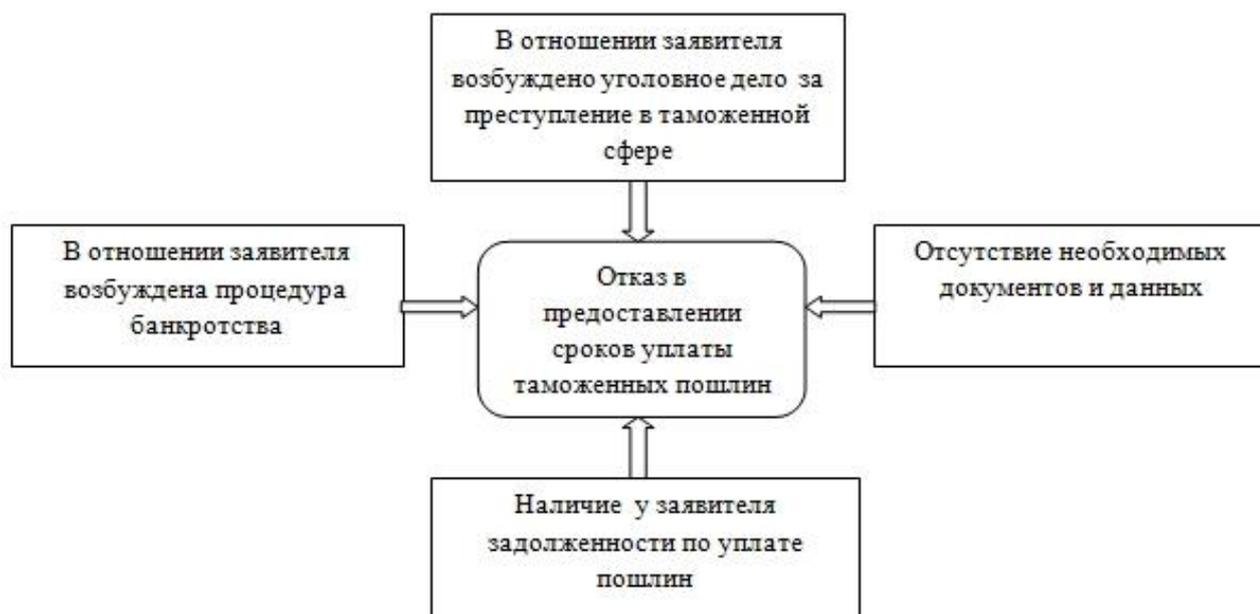 В отношении заявителя
возбуждено уголовное дело за
преступление в таможенной
сфере
В отношении заявителя
возбуждена процедура
банкротства
Отказ в
предоставлении
сроков уплаты
таможенных пошлин
Отсутствие необходимых
документов и данных
Наличие у заявителя
задолженности по уплате
пошлин